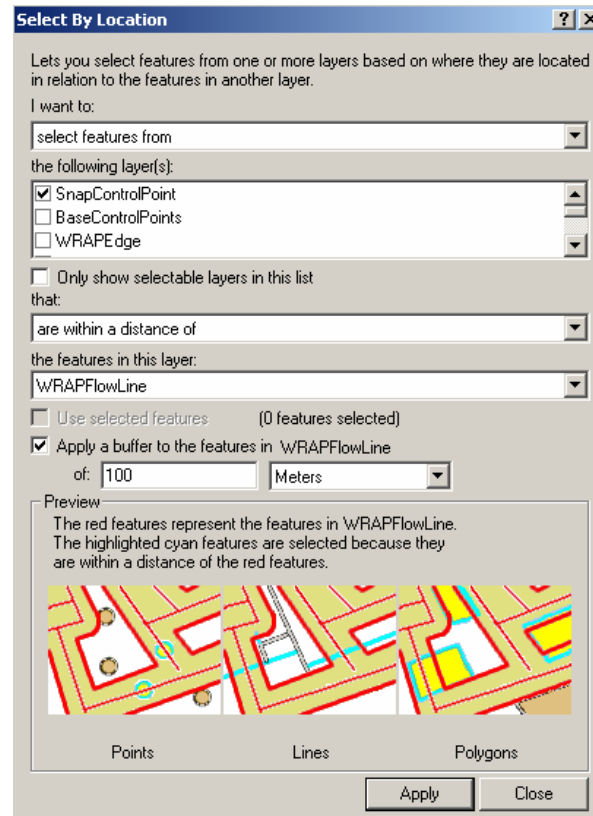 Select By Location
Lets you select features from one or more layers based on where they are located
in relation to the features in another layer.
I want to:
select features from
the following layer(s):
SnapControlPoint
BaseControlPoints
WRAPEdge
Only show selectable layers in this list
that:
are within a distance of
the features in this layer:
WRAPFlowLine
Use selected features (0 features selected)
Apply a buffer to the features in WRAPFlowLine
of: 100 Meters
Preview
The red features represent the features in WRAPFlowLine.
The highlighted cyan features are selected because they
are within a distance of the red features.
Points Lines Polygons
Apply Close